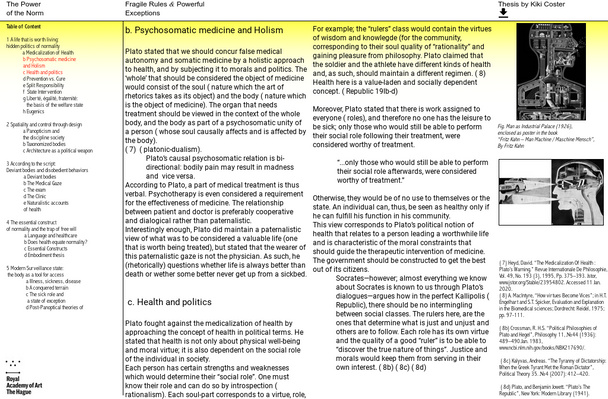 The Power
of the Norm
Fragile Rules & Powerful
Exceptions
Thesis by Kiki Coster
Table of Content
1 A life that is worth living:
hidden politics of normality
a Medicalization of Health
b Psychosomatic medicine
and Holism
c Health and politics
d Prevention vs. Cure
e Split Responsibility
f State Intervention
g Liberté, égalité, fraternité:
the basis of the welfare state
h Eugenics
2 Spatiality and control through design
a Panopticism and
the discipline society
b Taxonomized bodies
c Architecture as a political weapon
3 According to the script:
Deviant bodies and disobedient behaviors
a Deviant bodies
b The Medical Gaze
c The exam
d The Clinic
e Naturalistic accounts
of health
4 The essential construct
of normality and the trap of free will
a Language and healthcare
b Does health equate normality?
c Essential Constructs
d Embodiment thesis
5 Modern Surveillance state:
the body as a tool for access
a Illness, sickness, disease
b A conquered terrain
c The sick role and
a state of exception
d Post-Panoptical theories of
Royal
Academy of Art
The Hague
b. Psychosomatic medicine and Holism
Plato stated that we should concur false medical
autonomy and somatic medicine by a holistic approach
to health, and by subjecting it to morals and politics. The
'whole' that should be considered the object of medicine
would consist of the soul ( nature which the art of
rhetorics takes as its object) and the body ( nature which
is the object of medicine). The organ that needs
treatment should be viewed in the context of the whole
body, and the body as part of a psychosomatic unity of
a person ( whose soul causally affects and is affected by
the body).
( 7) ( platonic-dualism).
Plato's causal psychosomatic relation is bi-
directional: bodily pain may result in madness
and vice versa.
According to Plato, a part of medical treatment is thus
verbal. Psychotherapy is even considered a requirement
for the effectiveness of medicine. The relationship
between patient and doctor is preferably cooperative
and dialogical rather than paternalistic.
Interestingly enough, Plato did maintain a paternalistic
view of what was to be considered a valuable life (one
that is worth being treated), but stated that the wearer of
this paternalistic gaze is not the physician. As such, he
(rhetorically) questions whether life is always better than
death or wether some better never get up from a sickbed.
c. Health and politics
Plato fought against the medicalization of health by
approaching the concept of health in political terms. He
stated that health is not only about physical well-being
and moral virtue; it is also dependent on the social role
of the individual in society.
Each person has certain strengths and weaknesses
which would determine their "social role". One must
know their role and can do so by introspection (
rationalism). Each soul-part corresponds to a virtue, role,
For example; the "rulers" class would contain the virtues
of wisdom and knowledge (for the community,
corresponding to their soul quality of "rationality" and
gaining pleasure from philosophy. Plato claimed that
the soldier and the athlete have different kinds of health
and, as such, should maintain a different regimen. ( 8)
Health here is a value-laden and socially dependent
concept. ( Republic 19lb-d)
Moreover, Plato stated that there is work assigned to
everyone ( roles), and therefore no one has the leisure to
be sick; only those who would still be able to perform
their social role following their treatment, were
considered worthy of treatment.
"...only those who would still be able to perform
their social role afterwards, were considered
worthy of treatment."
Otherwise, they would be of no use to themselves or the
state. An individual can, thus, be seen as healthy only if
he can fulfill his function in his community.
This view corresponds to Plato's political notion of
health that relates to a person leading a worthwhile life
and is characteristic of the moral constraints that
should guide the therapeutic intervention of medicine.
The government should be constructed to get the best
out of its citizens.
Socrates—however; almost everything we know
about Socrates is known to us through Plato's
dialogues—argues how in the perfect Kallipolis (
Republic), there should be no intermingling
between social classes. The rulers here, are the
ones that determine what is just and unjust and
others are to follow. Each role has its own virtue
and the quality of a good "ruler" is to be able to
"discover the true nature of things". Justice and
morals would keep them from serving in their
own interest. ( 8b) ( 8c) ( 8d)
Fig. Man as Industrial Palace (1926),
enclosed as poster in the book
"Fritz Kahn – Man Machine / Maschine Mensch",
By Fritz Kahn
( 7) Heyd, David. "The Medicalization Of Health :
Plato's Warning." Revue Internationale De Philosophie,
Vol. 49, No. 193 (3), 1995, Pp. 375–393. Jstor,
www.jstor.org/Stable/23954802. Accessed 11 Jan.
2020.
( 8) A. MacIntyre, "How virtues Become Vices"; in H.T.
Engelhart and S.T Spicker, Evaluation and Explanation
in the Biomedical sciences; Dordrecht: Reidel, 1975;
pp. 97-111.
(8b) Crossman, R. H. S. "Political Philosophies of
Plato and Hegel", Philosophy 11, No44 (1936):
489–490 Jan. 1983,
( 8c) Kalyvas, Andreas. "The Tyranny of Dictatorship:
When the Greek Tyrant Met the Roman Dictator",
Political Theory 35, No4 (2007): 412–420.
( 8d) Plato, and Benjamin Jowett. "Plato's The
Republic", New York: Modern Library (1941).